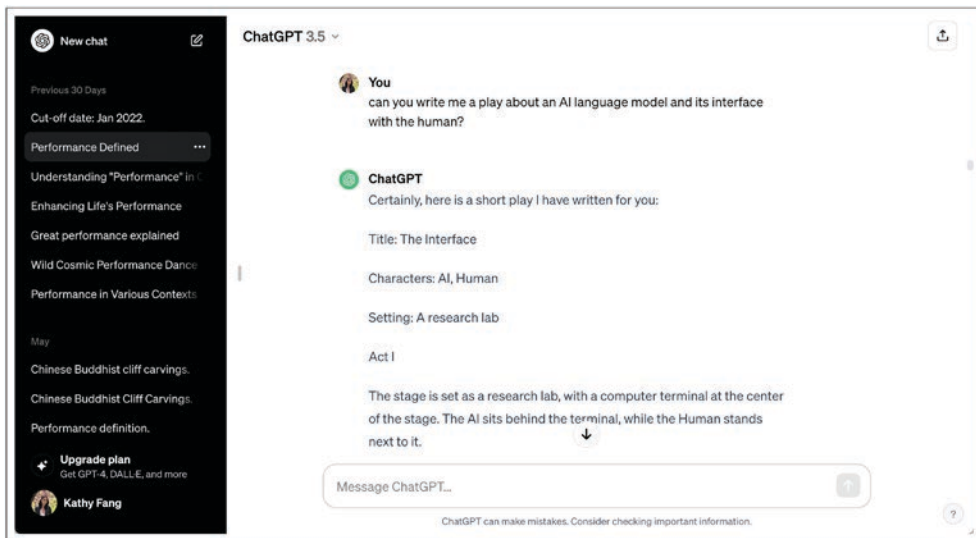 New chat
Previous 30 Days
Cut-off date: Jan 2022.
Performance Defined
Understanding "Performance" in
Enhancing Life's Performance
Great performance explained
Wild Cosmic Performance Dance
Performance in Various Contexts
May
Chinese Buddhist cliff carvings.
Chinese Buddhist Cliff Carvings.
Performance definition.
Upgrade plan
Get GPT-4, DALL·E, and more
Kathy Fang
ChatGPT 3.5
You
can you write me a play about an AI language model and its interface
with the human?
ChatGPT
Certainly, here is a short play I have written for you:
Title: The Interface
Characters: AI, Human
Setting: A research lab
Act I
The stage is set as a research lab, with a computer terminal at the center
of the stage. The AI sits behind the terminal, while the Human stands
next to it.
Message ChatGPT...
ChatGPT can make mistakes. Consider checking important information.
?